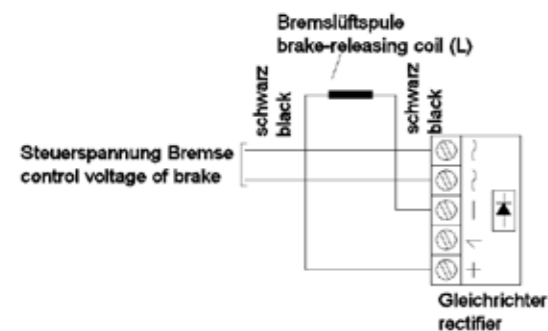 Bremslüftspule
brake-releasing coil (L)
schwarz
black
schwarz
black
Steuerspannung Bremse
control voltage of brake
~
~
−
+
Gleichrichter
rectifier